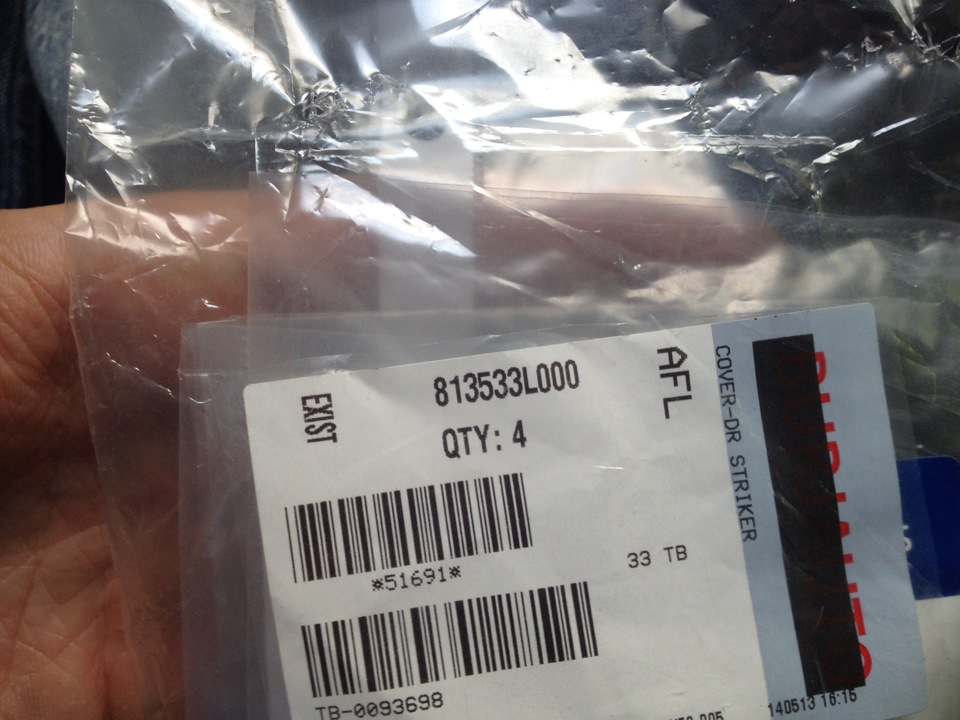 EXIST
813533L000
QTY: 4
AFL
COVER-DR STRIKER
*51691*
33 TB
TB-0093698
140513 16:15